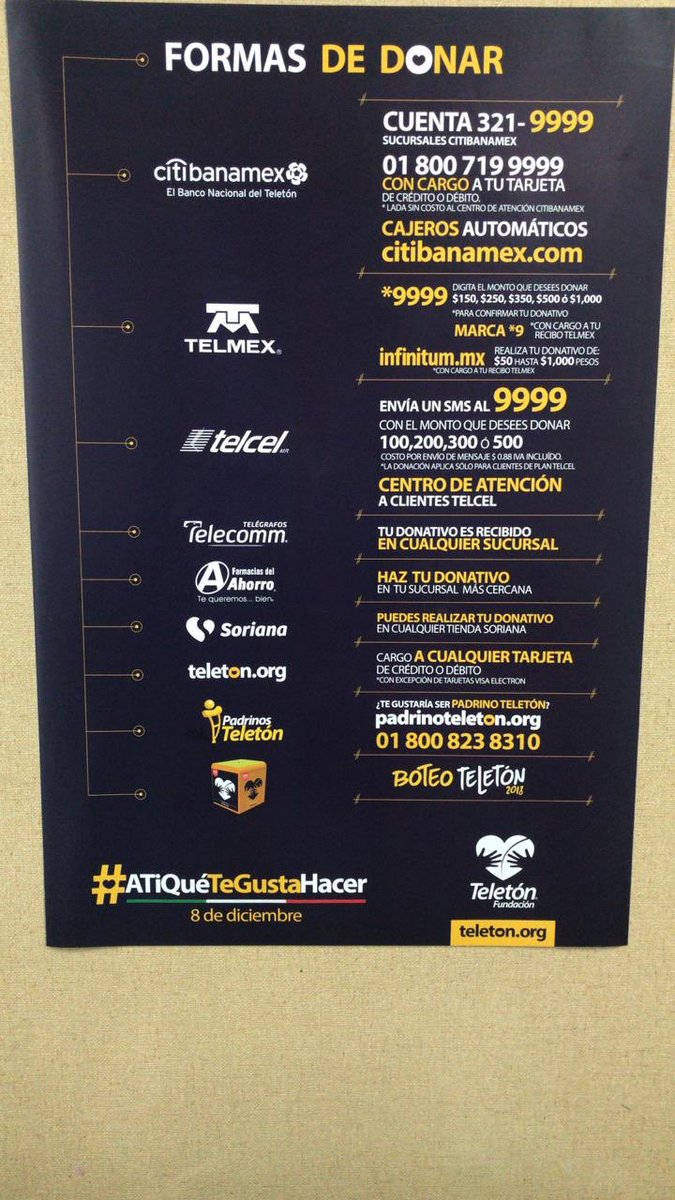 FORMAS DE DONAR
citibanamex
El Banco Nacional del Teletón
CUENTA 321- 9999
SUCURSALES CITIBANAMEX
01 800 719 9999
CON CARGO A TU TARJETA
DE CRÉDITO O DÉBITO.
* LADA SIN COSTO AL CENTRO DE ATENCIÓN CITIBANAMEX
CAJEROS AUTOMÁTICOS
citibanamex.com
TELMEX®
*9999 DIGITA EL MONTO QUE DESEES DONAR
$150, $250, $350, $500 ó $1,000
*PARA CONFIRMAR TU DONATIVO
MARCA *9 *CON CARGO A TU
RECIBO TELMEX
infinitum.mx REALIZA TU DONATIVO DE:
$50 HASTA $1,000 PESOS
*CON CARGO A TU RECIBO TELMEX
telcel
ENVÍA UN SMS AL 9999
CON EL MONTO QUE DESEES DONAR
100,200,300 ó 500
COSTO POR ENVÍO DE MENSAJE $ 0.88 IVA INCLUÍDO.
*LA DONACIÓN APLICA SÓLO PARA CLIENTES DE PLAN TELCEL
CENTRO DE ATENCIÓN
A CLIENTES TELCEL
TELÉGRAFOS
Telecomm
TU DONATIVO ES RECIBIDO
EN CUALQUIER SUCURSAL
Farmacias del
Ahorro
Te queremos... bien.
HAZ TU DONATIVO
EN TU SUCURSAL MÁS CERCANA
Soriana
PUEDES REALIZAR TU DONATIVO
EN CUALQUIER TIENDA SORIANA
teleton.org
CARGO A CUALQUIER TARJETA
DE CRÉDITO O DÉBITO
*CON EXCEPCIÓN DE TARJETAS VISA ELECTRON
Padrinos
Teletón
¿TE GUSTARÍA SER PADRINO TELETÓN?
padrinoteleton.org
01 800 823 8310
BOTEO TELETÓN
2018
#ATiQuéTeGustaHacer
8 de diciembre
Teletón
Fundación
teleton.org